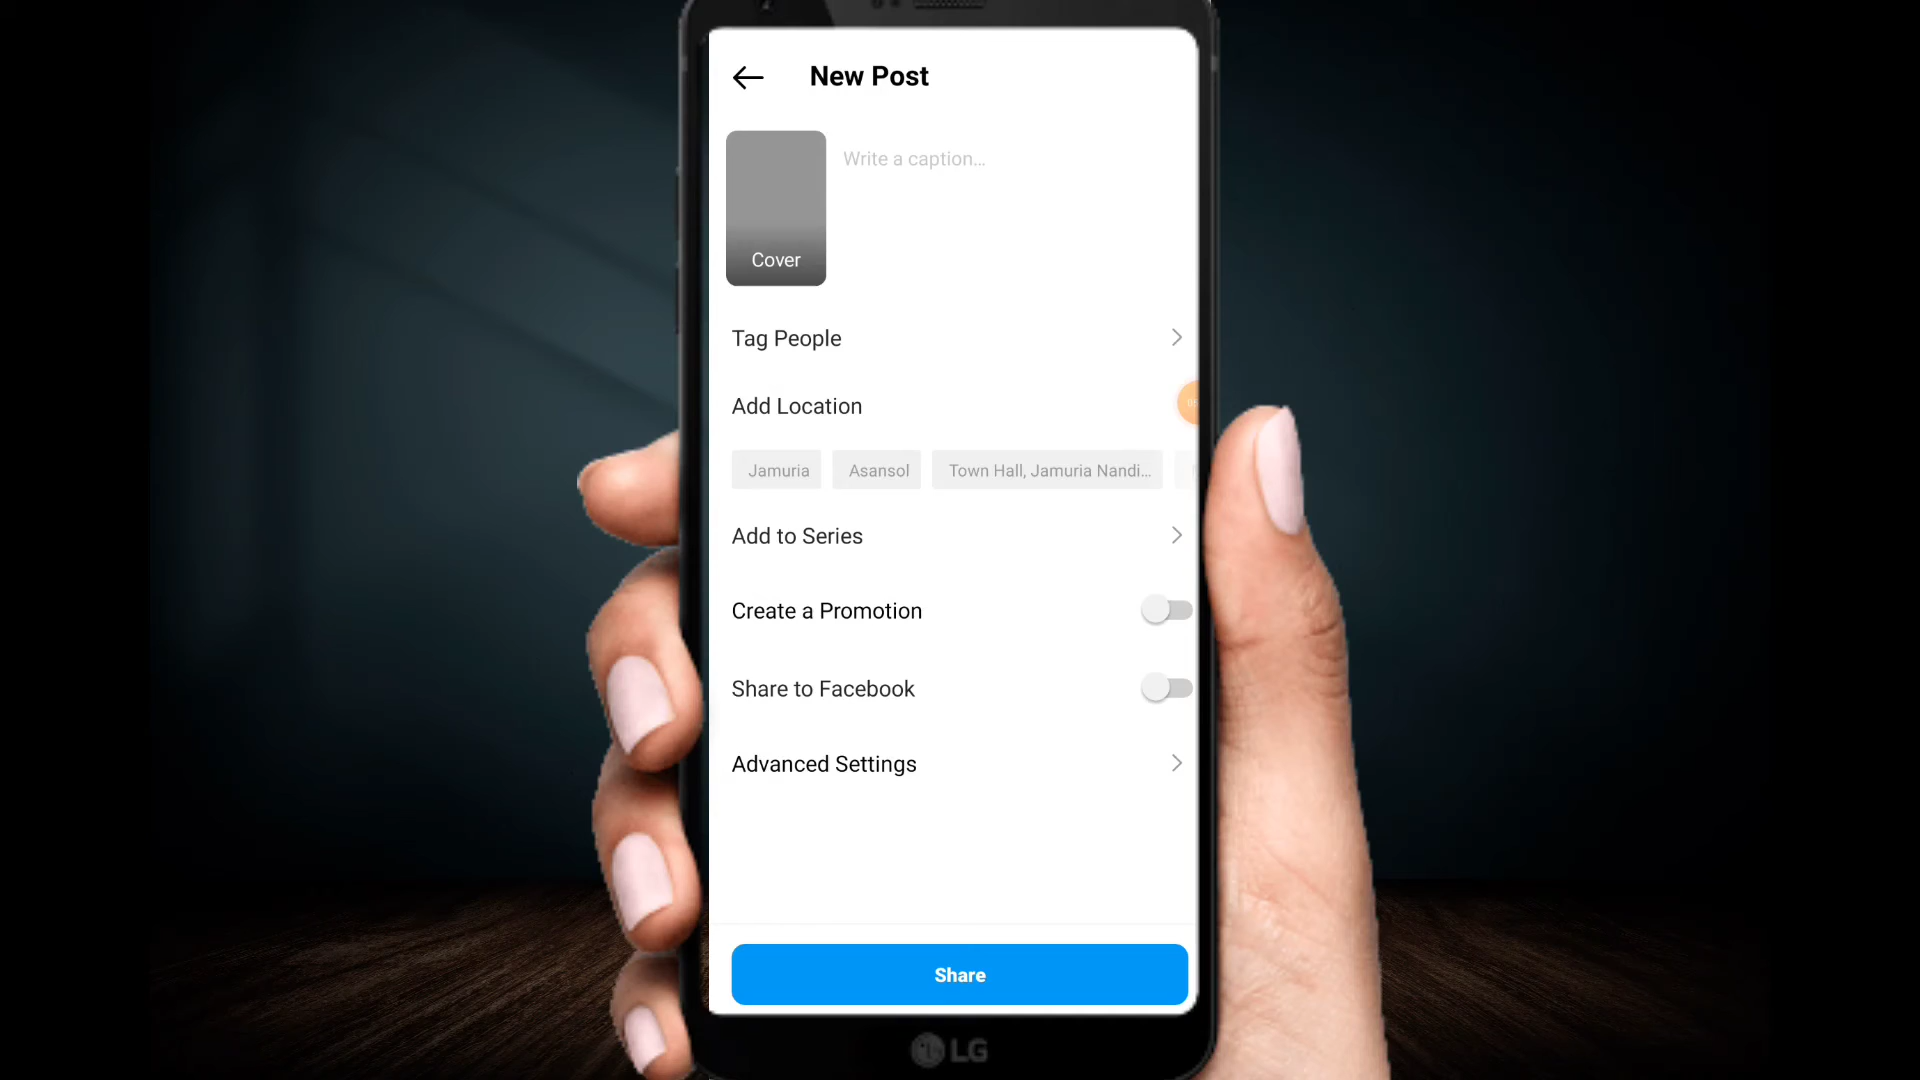 New Post
Write a caption...
Cover
Tag People
Add Location
Jamuria
Asansol
Town Hall, Jamuria Nandi...
Add to Series
Create a Promotion
Share to Facebook
Advanced Settings
Share
LG